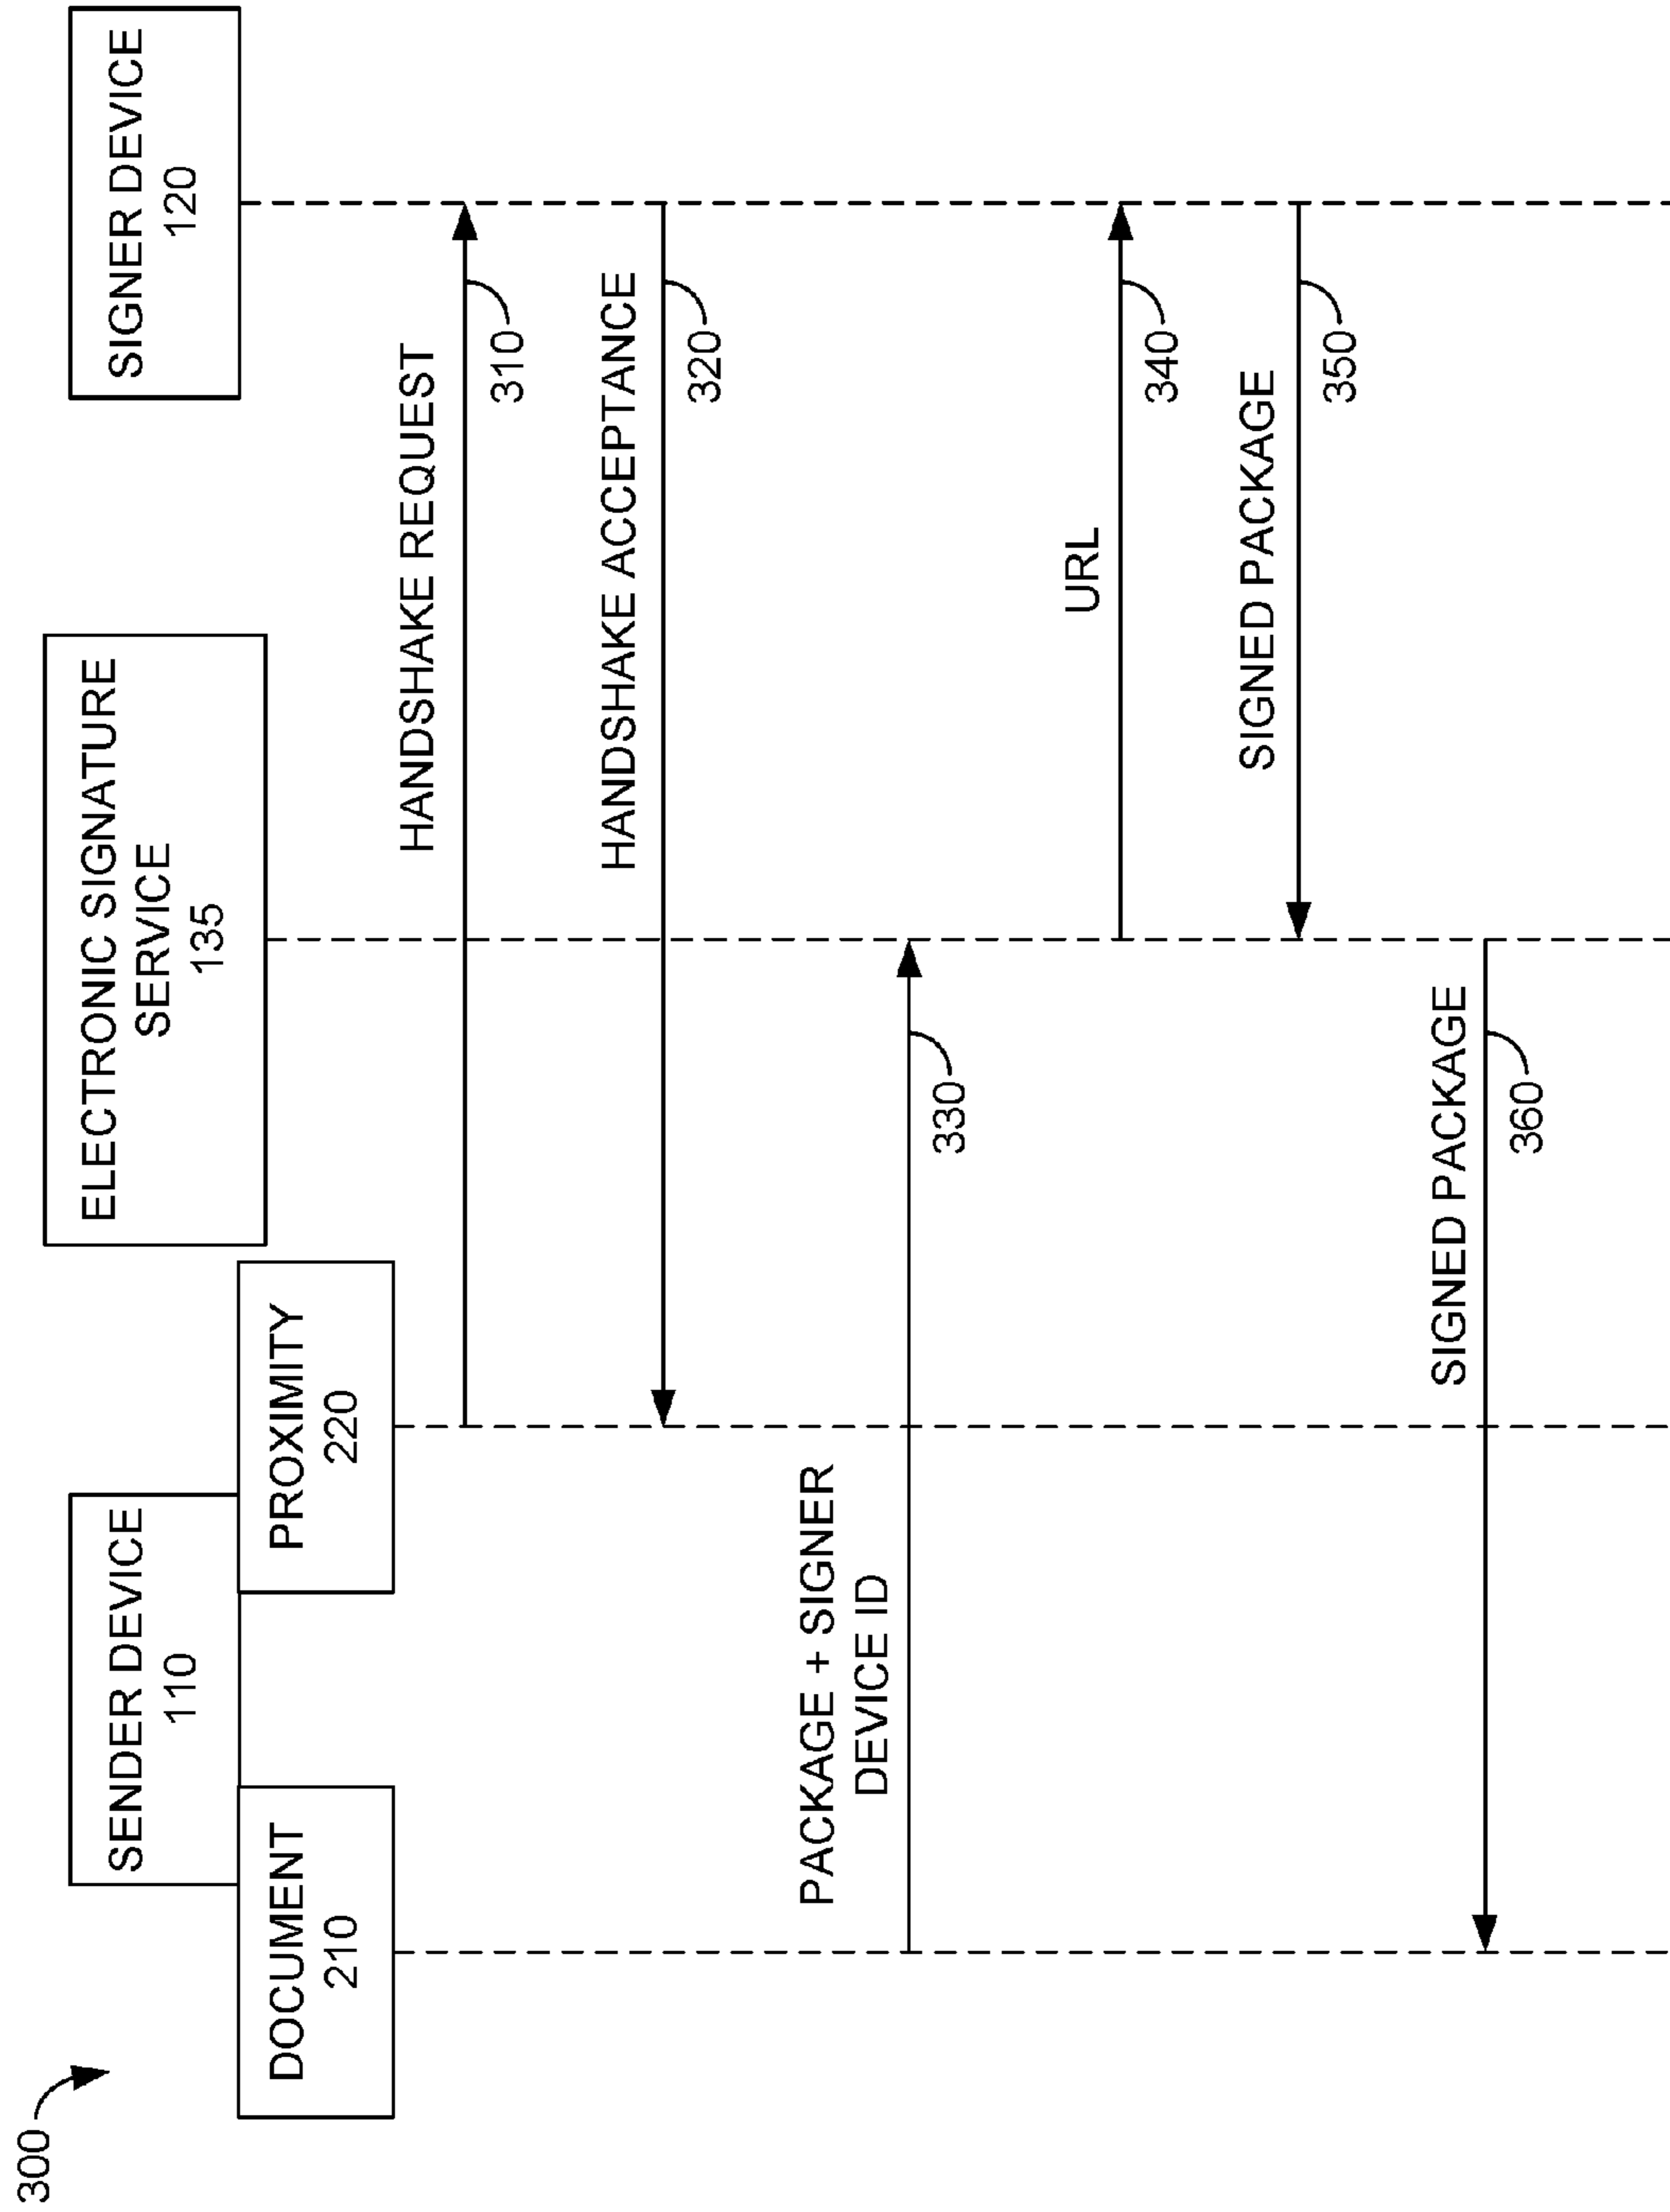 300
SENDER DEVICE
110
DOCUMENT
210
PROXIMITY
220
ELECTRONIC SIGNATURE
SERVICE
135
SIGNER DEVICE
120
HANDSHAKE REQUEST
310
HANDSHAKE ACCEPTANCE
320
PACKAGE + SIGNER
DEVICE ID
330
URL
340
SIGNED PACKAGE
350
SIGNED PACKAGE
360